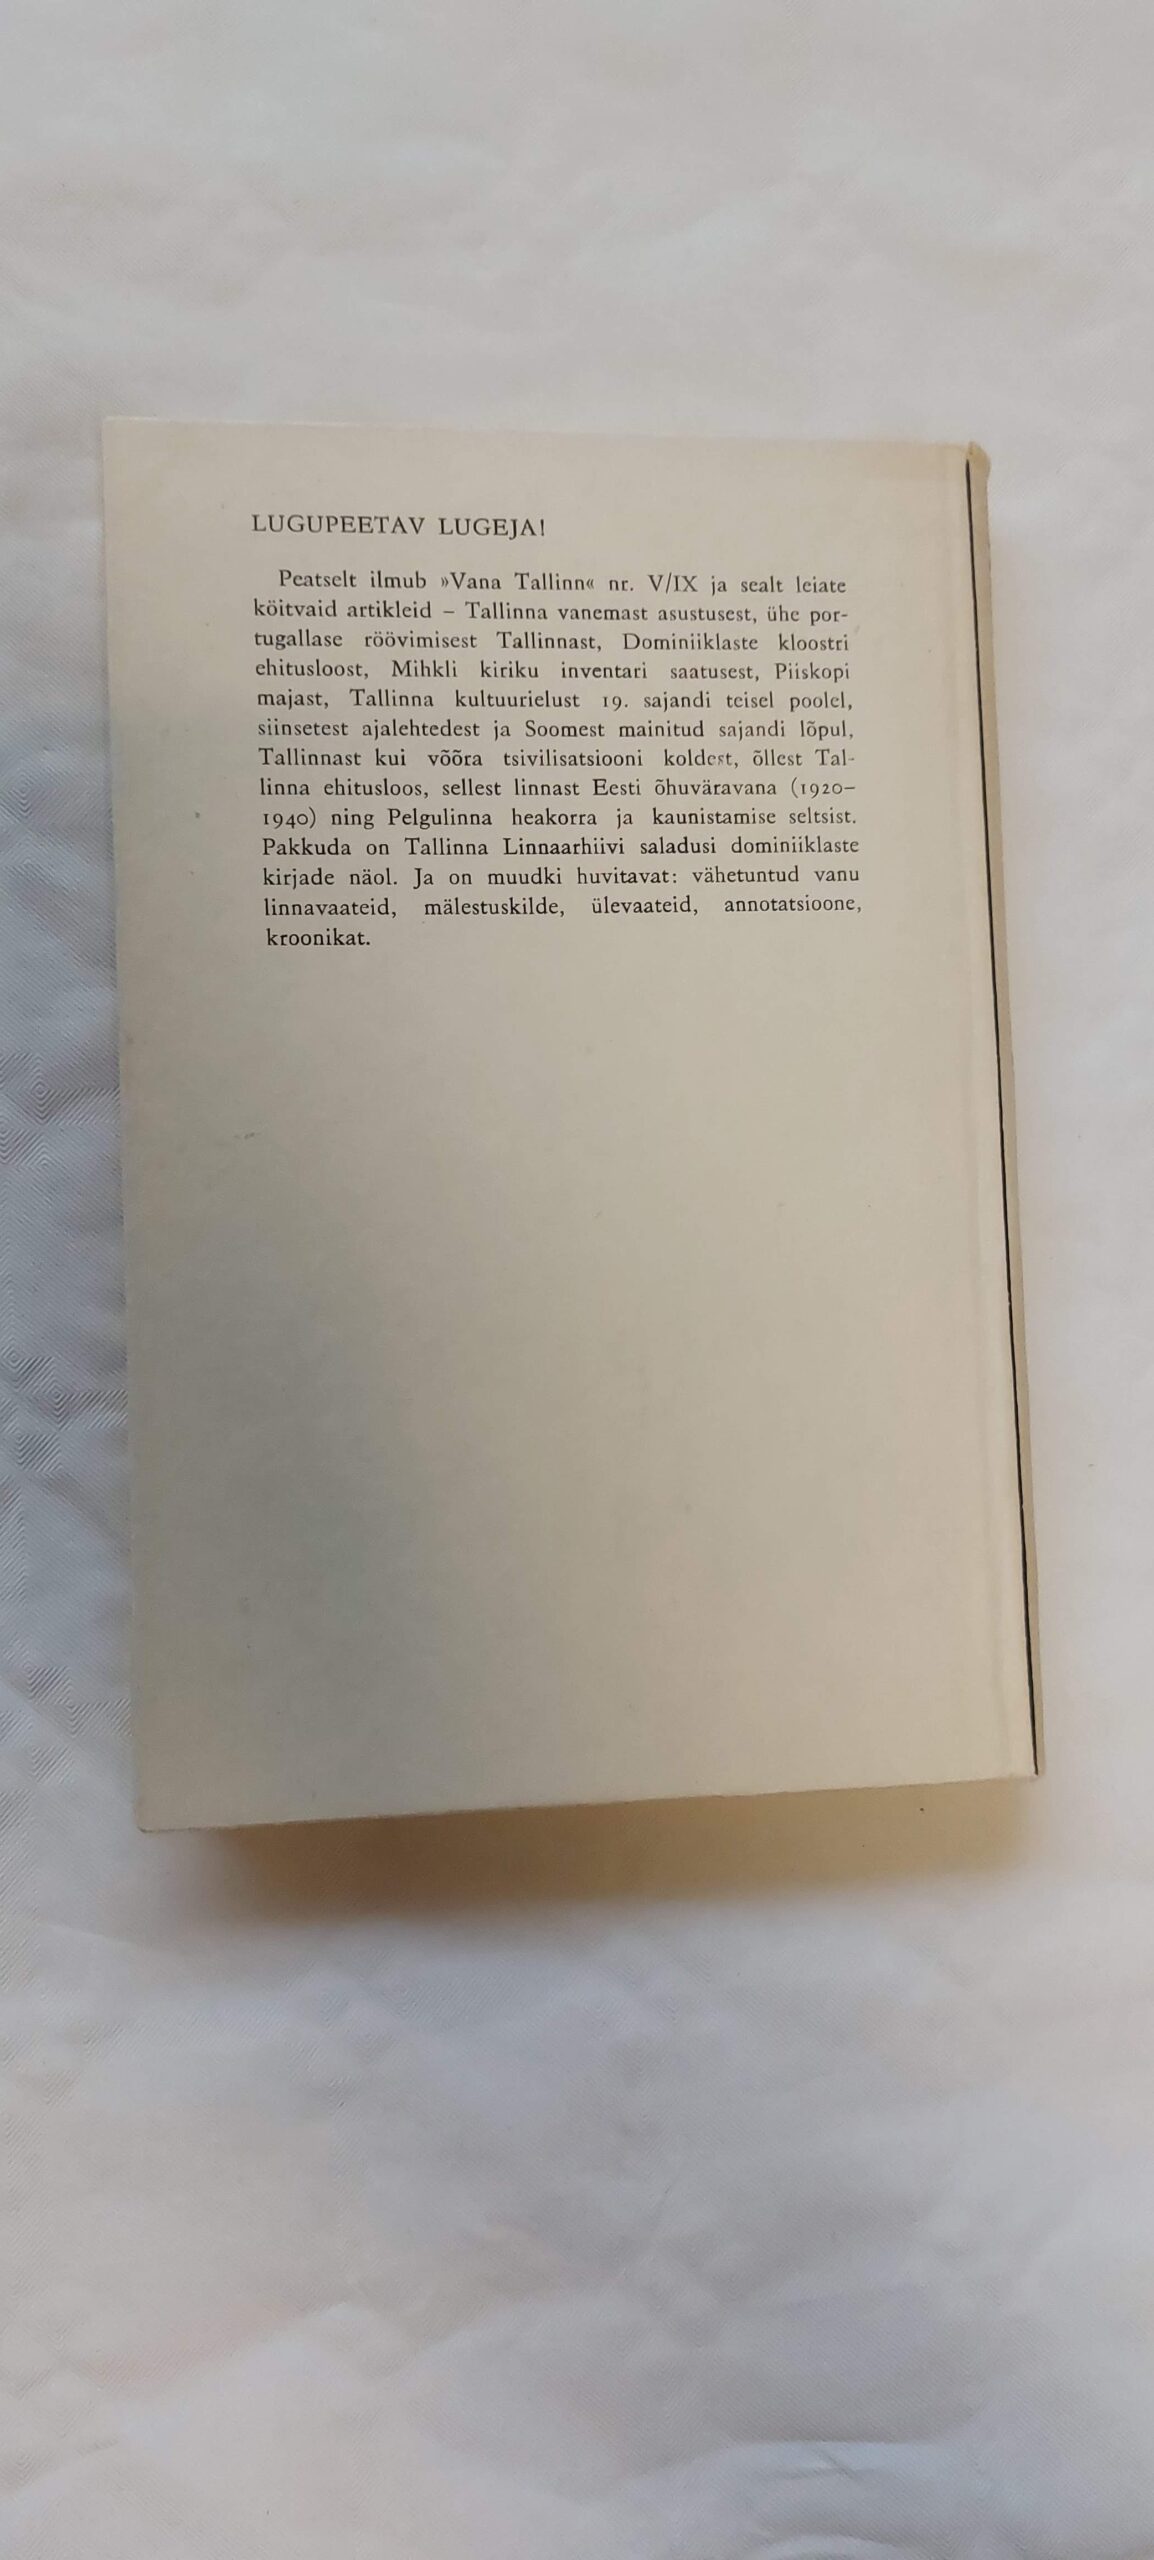 LUGUPEETAV LUGEJA!
Peatselt ilmub »Vana Tallinn« nr. V/IX ja sealt leiate
köitvaid artikleid – Tallinna vanemast asustusest, ühe por-
tugallase röövimisest Tallinnast, Dominiiklaste kloostri
ehitusloost, Mihkli kiriku inventari saatusest, Piiskopi
majast, Tallinna kultuurielust 19. sajandi teisel poolel,
siinsetest ajalehtedest ja Soomest mainitud sajandi lõpul,
Tallinnast kui võõra tsivilisatsiooni koldest, õllest Tal-
linna ehitusloos, sellest linnast Eesti õhuväravana (1920–
1940) ning Pelgulinna heakorra ja kaunistamise seltsist.
Pakkuda on Tallinna Linnaarhiivi saladusi dominiiklaste
kirjade näol. Ja on muudki huvitavat: vähetuntud vanu
linnavaateid, mälestuskilde, ülevaateid, annotatsioone,
kroonikat.